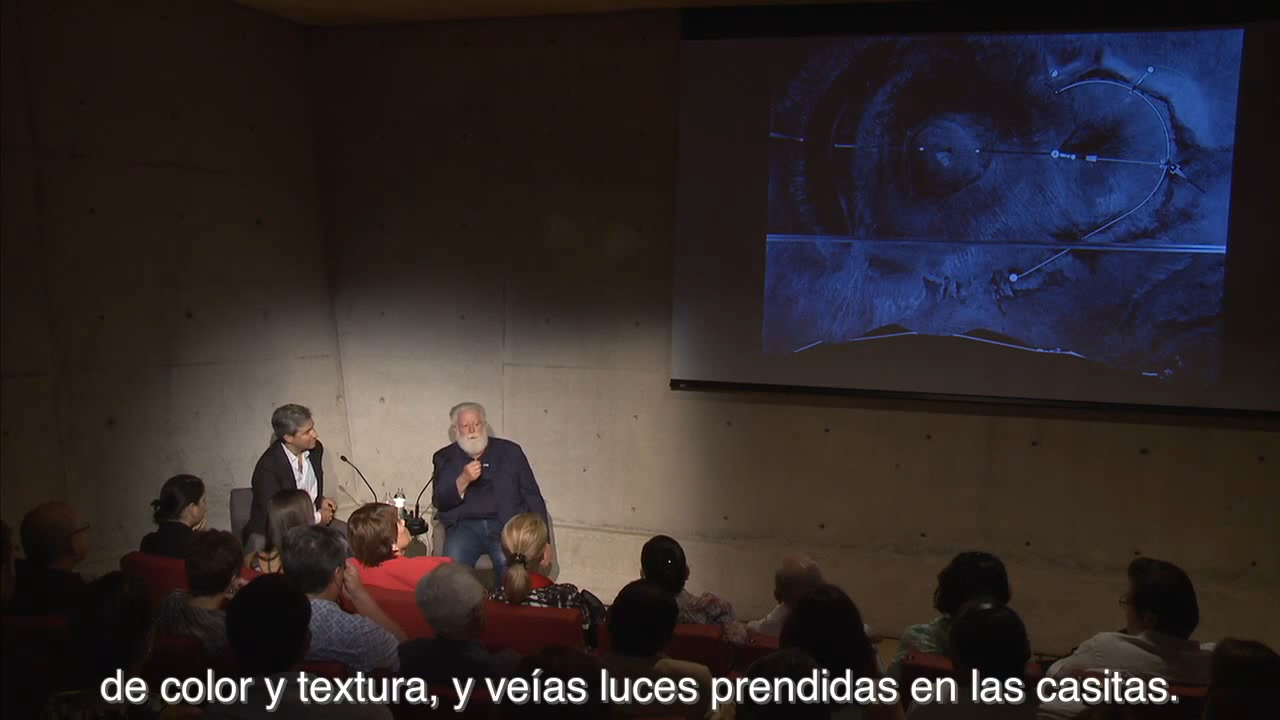 de color y textura, y veías luces prendidas en las casitas.